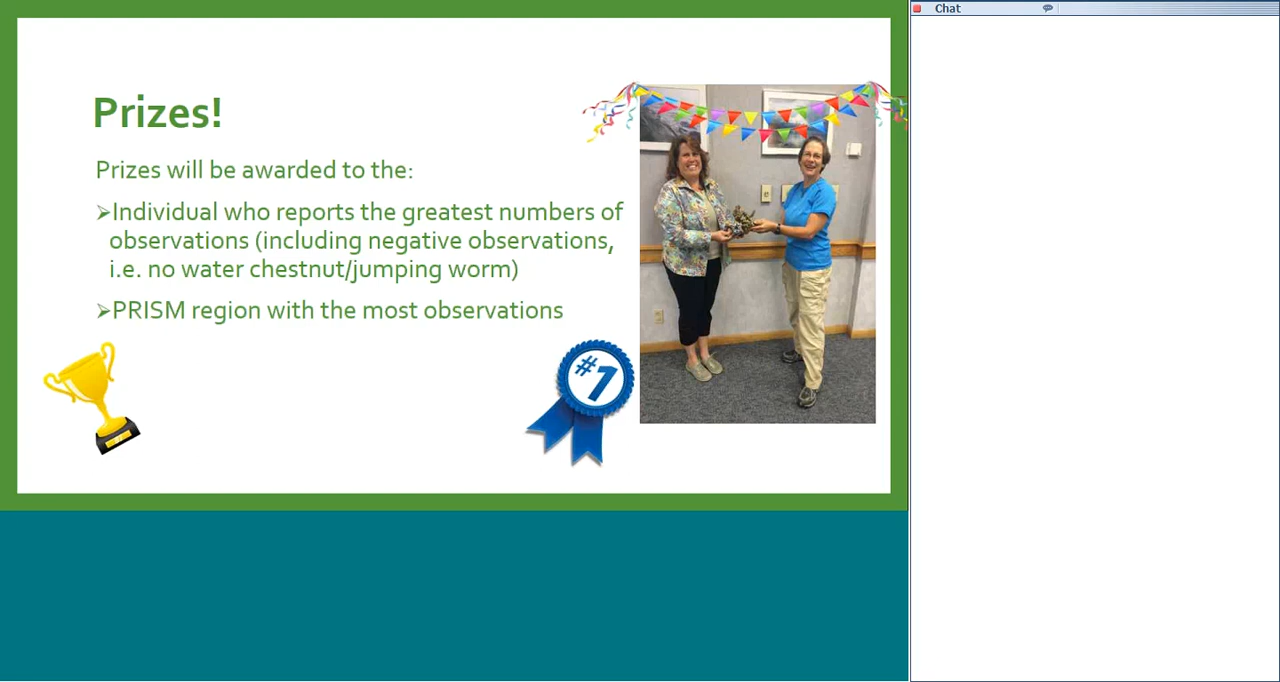 Chat
Prizes!
Prizes will be awarded to the:
➢Individual who reports the greatest numbers of
observations (including negative observations,
i.e. no water chestnut/jumping worm)
➢PRISM region with the most observations
#1